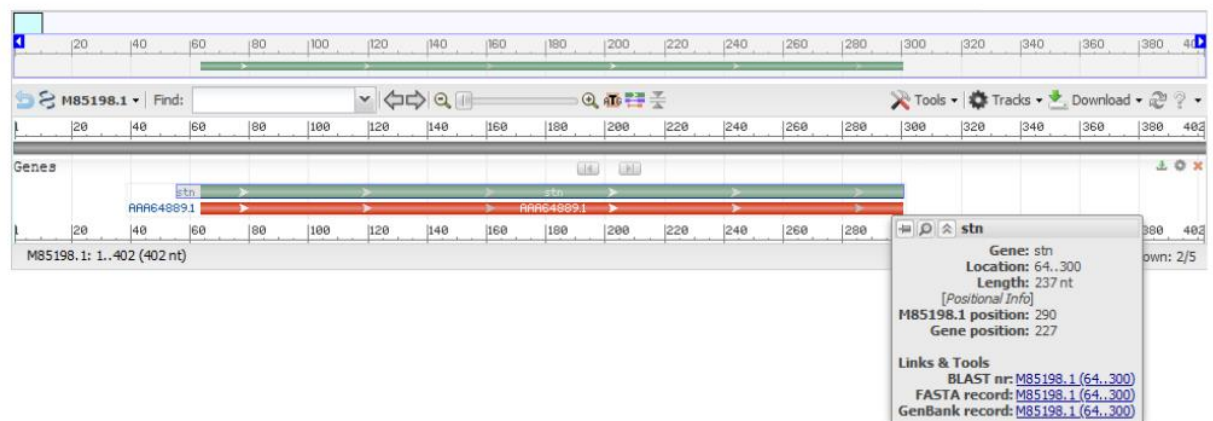 20 40 60 80 100 120 140 160 180 200 220 240 260 280 300 320 340 360 380 40
M85198.1 Find: Tools Tracks Download ?
1 20 40 60 80 100 120 140 160 180 200 220 240 260 280 300 320 340 360 380 402
Genes
stn stn
AAA64889.1 AAA64889.1
1 20 40 60 80 100 120 140 160 180 200 220 240 260 280 380 402
M85198.1: 1..402 (402 nt) own: 2/5
stn
Gene: stn
Location: 64..300
Length: 237 nt
[Positional Info]
M85198.1 position: 290
Gene position: 227
Links & Tools
BLAST nr: M85198.1 (64..300)
FASTA record: M85198.1 (64..300)
GenBank record: M85198.1 (64..300)